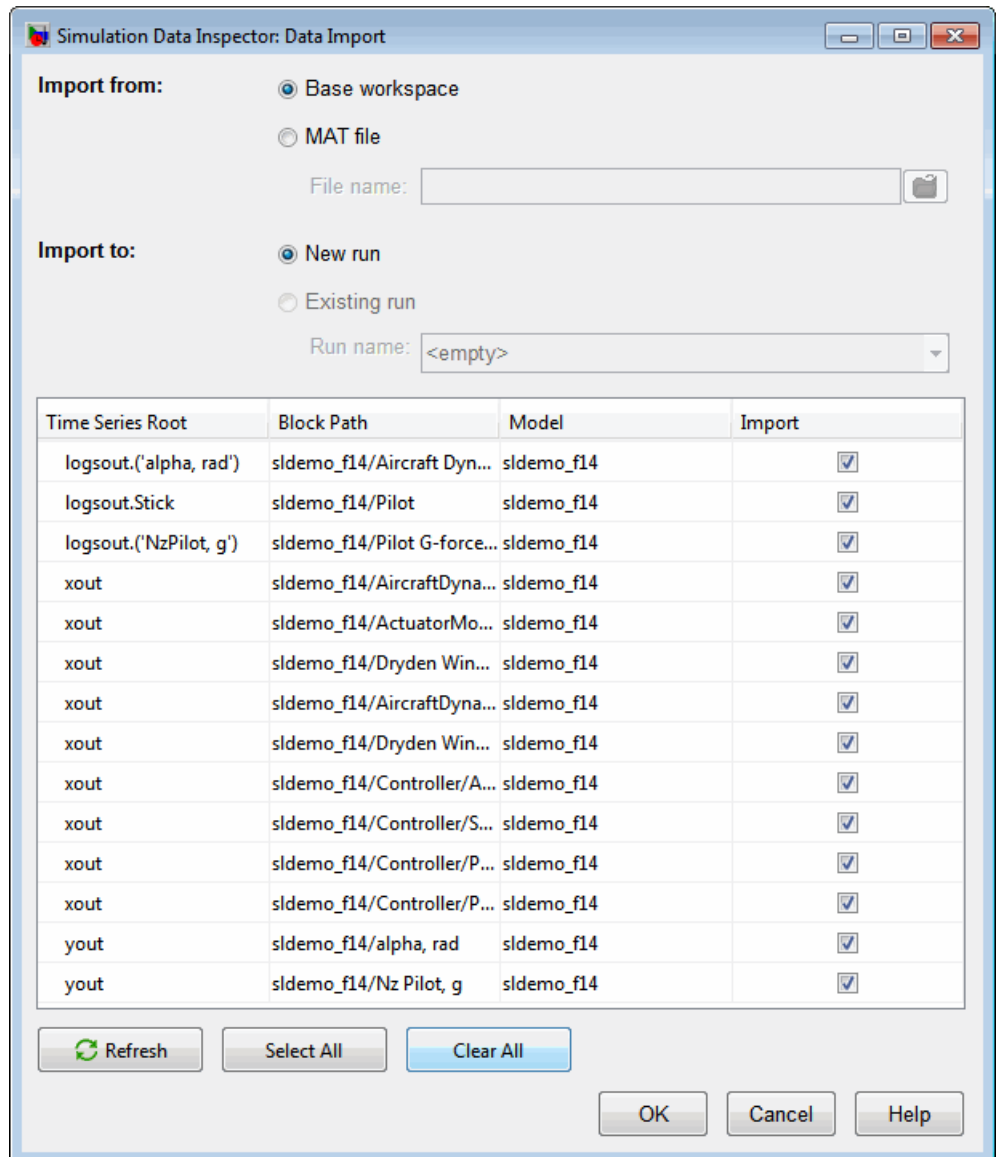 Simulation Data Inspector: Data Import
Import from:
Base workspace
MAT file
File name:
Import to:
New run
Existing run
Run name: <empty>
Time Series Root Block Path Model Import
logsout.('alpha, rad') sldemo_f14/Aircraft Dyn... sldemo_f14
logsout.Stick sldemo_f14/Pilot sldemo_f14
logsout.('NzPilot, g') sldemo_f14/Pilot G-force... sldemo_f14
xout sldemo_f14/AircraftDyna... sldemo_f14
xout sldemo_f14/ActuatorMo... sldemo_f14
xout sldemo_f14/Dryden Win... sldemo_f14
xout sldemo_f14/AircraftDyna... sldemo_f14
xout sldemo_f14/Dryden Win... sldemo_f14
xout sldemo_f14/Controller/A... sldemo_f14
xout sldemo_f14/Controller/S... sldemo_f14
xout sldemo_f14/Controller/P... sldemo_f14
xout sldemo_f14/Controller/P... sldemo_f14
yout sldemo_f14/alpha, rad sldemo_f14
yout sldemo_f14/Nz Pilot, g sldemo_f14
Refresh Select All Clear All
OK Cancel Help